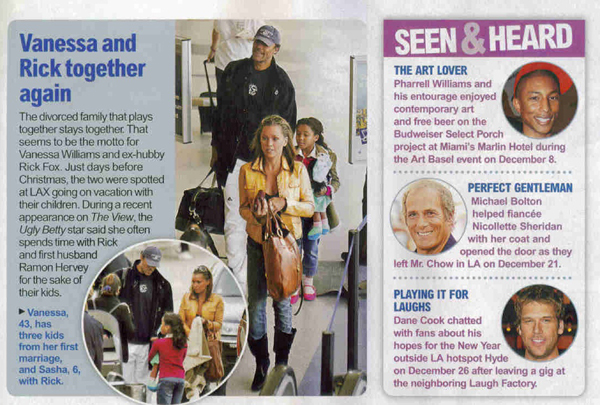 Vanessa and
Rick together
again
The divorced family that plays
together stays together. That
seems to be the motto for
Vanessa Williams and ex-hubby
Rick Fox. Just days before
Christmas, the two were spotted
at LAX going on vacation with
their children. During a recent
appearance on The View, the
Ugly Betty star said she often
spends time with Rick
and first husband
Ramon Hervey
for the sake of
their kids.
▶ Vanessa,
43, has
three kids
from her first
marriage,
and Sasha, 6,
with Rick.
SEEN & HEARD
THE ART LOVER
Pharrell Williams and
his entourage enjoyed
contemporary art
and free beer on the
Budweiser Select Porch
project at Miami's Marlin Hotel during
the Art Basel event on December 8.
PERFECT GENTLEMAN
Michael Bolton
helped fiancée
Nicollette Sheridan
with her coat and
opened the door as they
left Mr. Chow in LA on December 21.
PLAYING IT FOR
LAUGHS
Dane Cook chatted
with fans about his
hopes for the New Year
outside LA hotspot Hyde
on December 26 after leaving a gig at
the neighboring Laugh Factory.